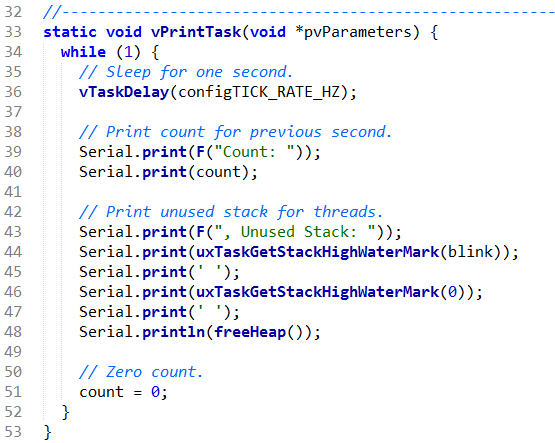 32 //------------------------------------------------------
33 static void vPrintTask(void *pvParameters) {
34   while (1) {
35     // Sleep for one second.
36     vTaskDelay(configTICK_RATE_HZ);
37
38     // Print count for previous second.
39     Serial.print(F("Count: "));
40     Serial.print(count);
41
42     // Print unused stack for threads.
43     Serial.print(F(", Unused Stack: "));
44     Serial.print(uxTaskGetStackHighWaterMark(blink));
45     Serial.print(' ');
46     Serial.print(uxTaskGetStackHighWaterMark(0));
47     Serial.print(' ');
48     Serial.println(freeHeap());
49
50     // Zero count.
51     count = 0;
52   }
53 }